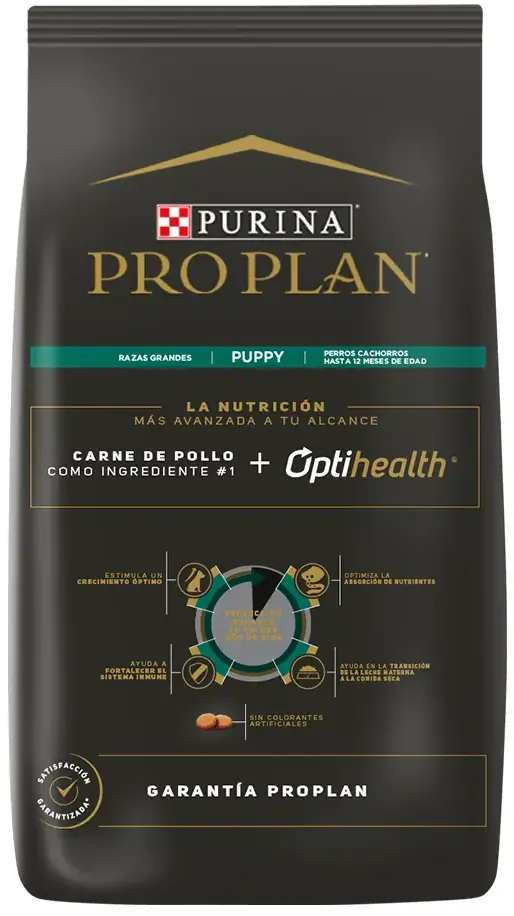 PURINA
PRO PLAN
RAZAS GRANDES | PUPPY | PERROS CACHORROS
HASTA 12 MESES DE EDAD
LA NUTRICIÓN
MÁS AVANZADA A TU ALCANCE
CARNE DE POLLO
COMO INGREDIENTE #1
+ Optihealth®
ESTIMULA UN
CRECIMIENTO ÓPTIMO
OPTIMIZA LA
ABSORCIÓN DE NUTRIENTES
AYUDA A
FORTALECER EL
SISTEMA INMUNE
AYUDA EN LA TRANSICIÓN
DE LA LECHE MATERNA
A LA COMIDA SECA
SIN COLORANTES
ARTIFICIALES
SATISFACCIÓN
GARANTIZADA*
GARANTÍA PROPLAN